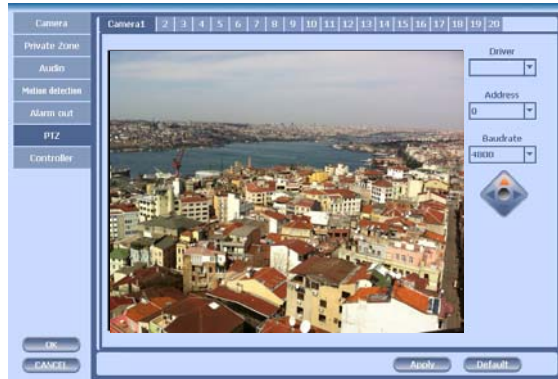 Camera
Private Zone
Audio
Motion detection
Alarm out
PTZ
Controller
OK
CANCEL
Camera1 2 3 4 5 6 7 8 9 10 11 12 13 14 15 16 17 18 19 20
Driver
Address
0
Baudrate
4800
Apply
Default